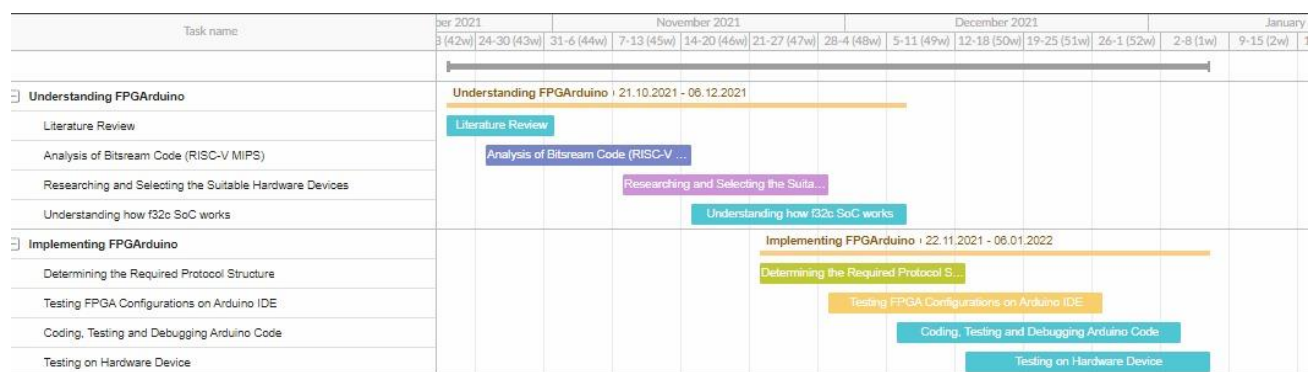 Task name
ber 2021 November 2021 December 2021 January
3 (42w) 24-30 (43w) 31-6 (44w) 7-13 (45w) 14-20 (46w) 21-27 (47w) 28-4 (48w) 5-11 (49w) 12-18 (50w) 19-25 (51w) 26-1 (52w) 2-8 (1w) 9-15 (2w) 1
Understanding FPGArduino Understanding FPGArduino 21.10.2021 - 06.12.2021
Literature Review Literature Review
Analysis of Bitsream Code (RISC-V MIPS) Analysis of Bitsream Code (RISC-V ...
Researching and Selecting the Suitable Hardware Devices Researching and Selecting the Suita...
Understanding how f32c SoC works Understanding how f32c SoC works
Implementing FPGArduino Implementing FPGArduino 22.11.2021 - 06.01.2022
Determining the Required Protocol Structure Determining the Required Protocol S...
Testing FPGA Configurations on Arduino IDE Testing FPGA Configurations on Arduino IDE
Coding, Testing and Debugging Arduino Code Coding, Testing and Debugging Arduino Code
Testing on Hardware Device Testing on Hardware Device